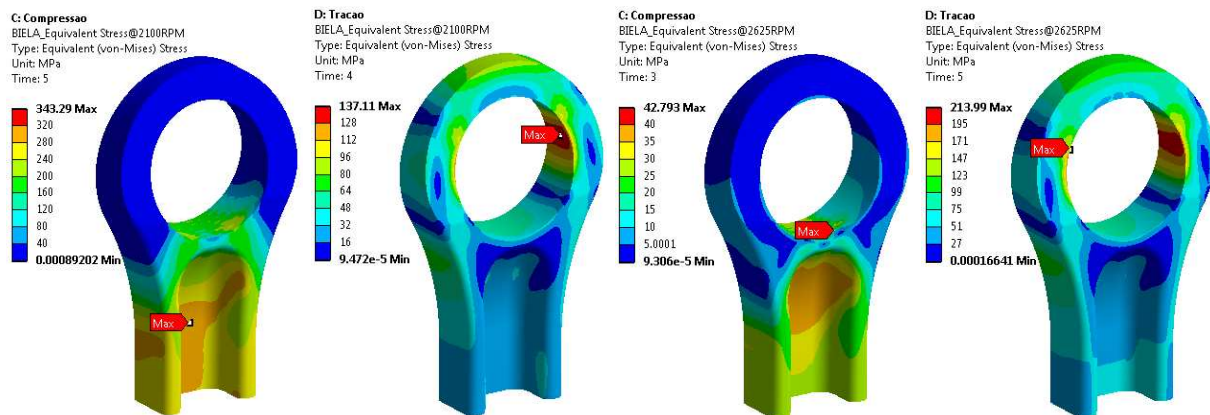 C: Compressao
BIELA_Equivalent Stress@2100RPM
Type: Equivalent (von-Mises) Stress
Unit: MPa
Time: 5
343.29 Max
320
280
240
200
160
120
80
40
0.00089202 Min
Max
D: Tracao
BIELA_Equivalent Stress@2100RPM
Type: Equivalent (von-Mises) Stress
Unit: MPa
Time: 4
137.11 Max
128
112
96
80
64
48
32
16
9.472e-5 Min
Max
C: Compressao
BIELA_Equivalent Stress@2625RPM
Type: Equivalent (von-Mises) Stress
Unit: MPa
Time: 3
42.793 Max
40
35
30
25
20
15
10
5.0001
9.306e-5 Min
Max
D: Tracao
BIELA_Equivalent Stress@2625RPM
Type: Equivalent (von-Mises) Stress
Unit: MPa
Time: 5
213.99 Max
195
171
147
123
99
75
51
27
0.00016641 Min
Max